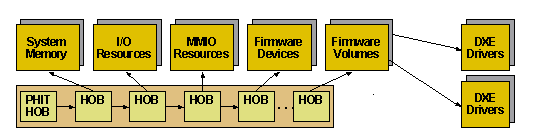 System
Memory
I/O
Resources
MMIO
Resources
Firmware
Devices
Firmware
Volumes
DXE
Drivers
DXE
Drivers
PHIT
HOB
HOB
HOB
HOB
HOB
. . .
HOB